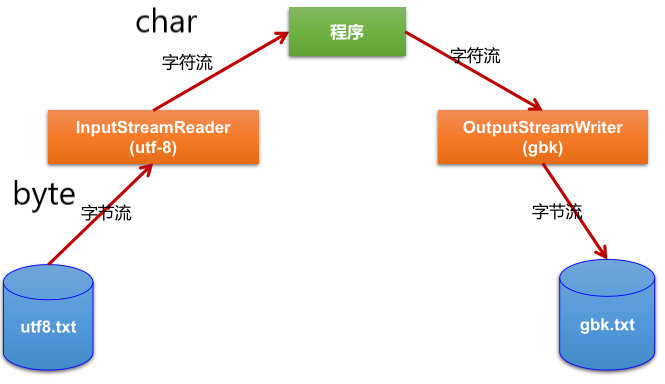 char
程序
字符流
字符流
InputStreamReader
(utf-8)
OutputStreamWriter
(gbk)
byte
字节流
字节流
utf8.txt
gbk.txt